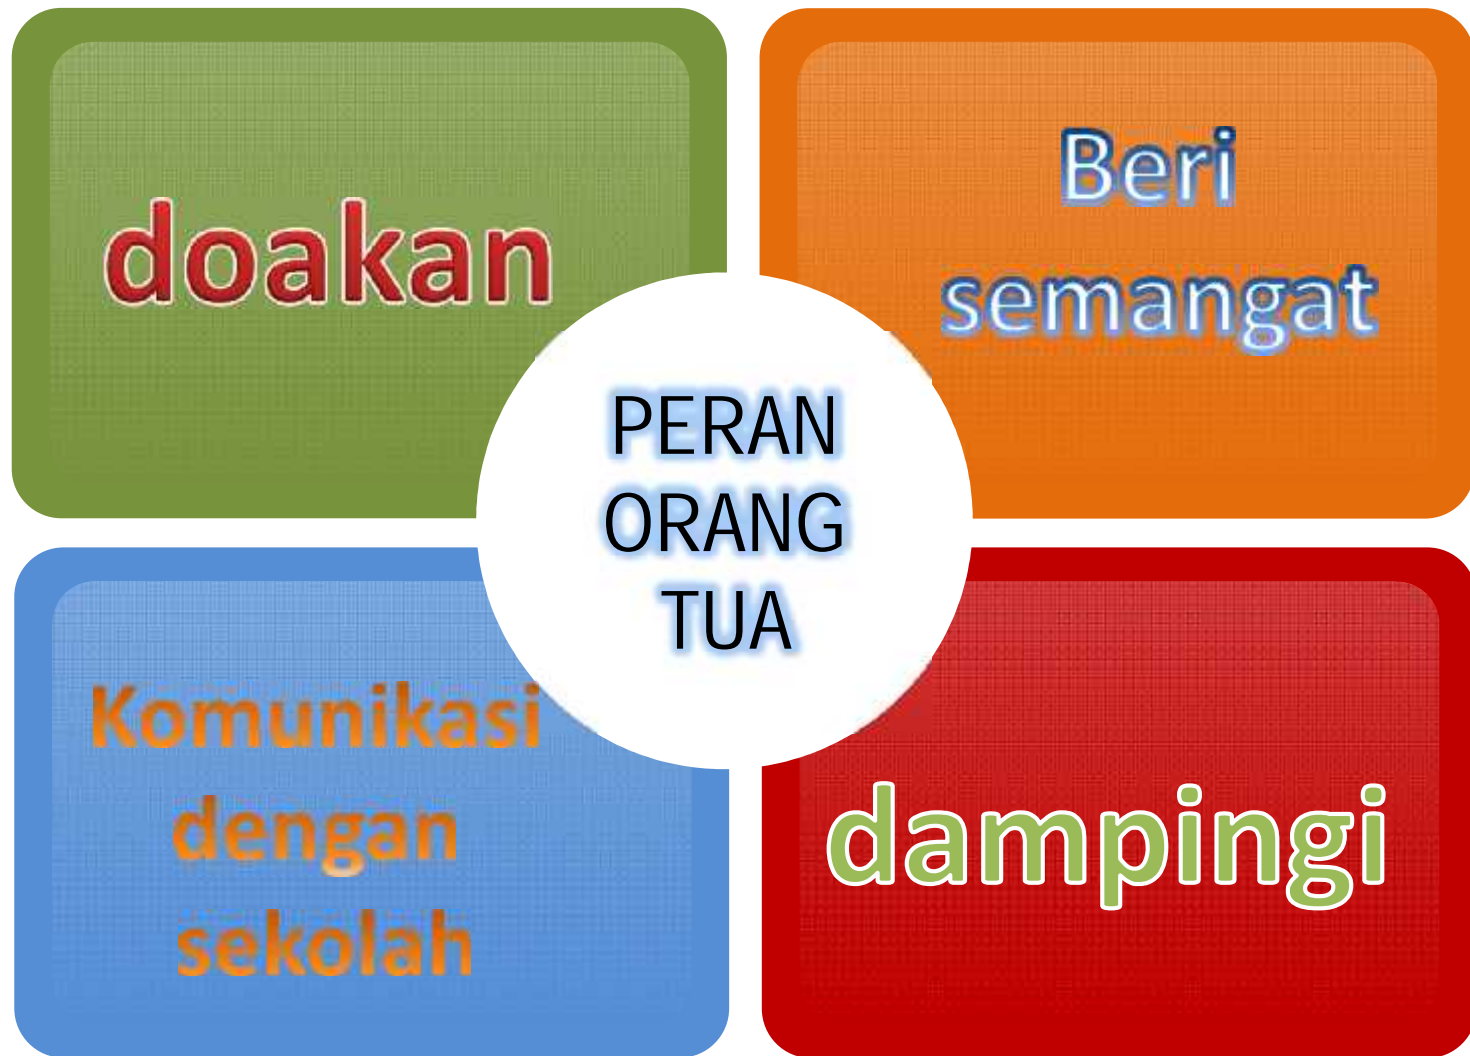 doakan
Beri
semangat
PERAN
ORANG
TUA
Komunikasi
dengan
sekolah
dampingi